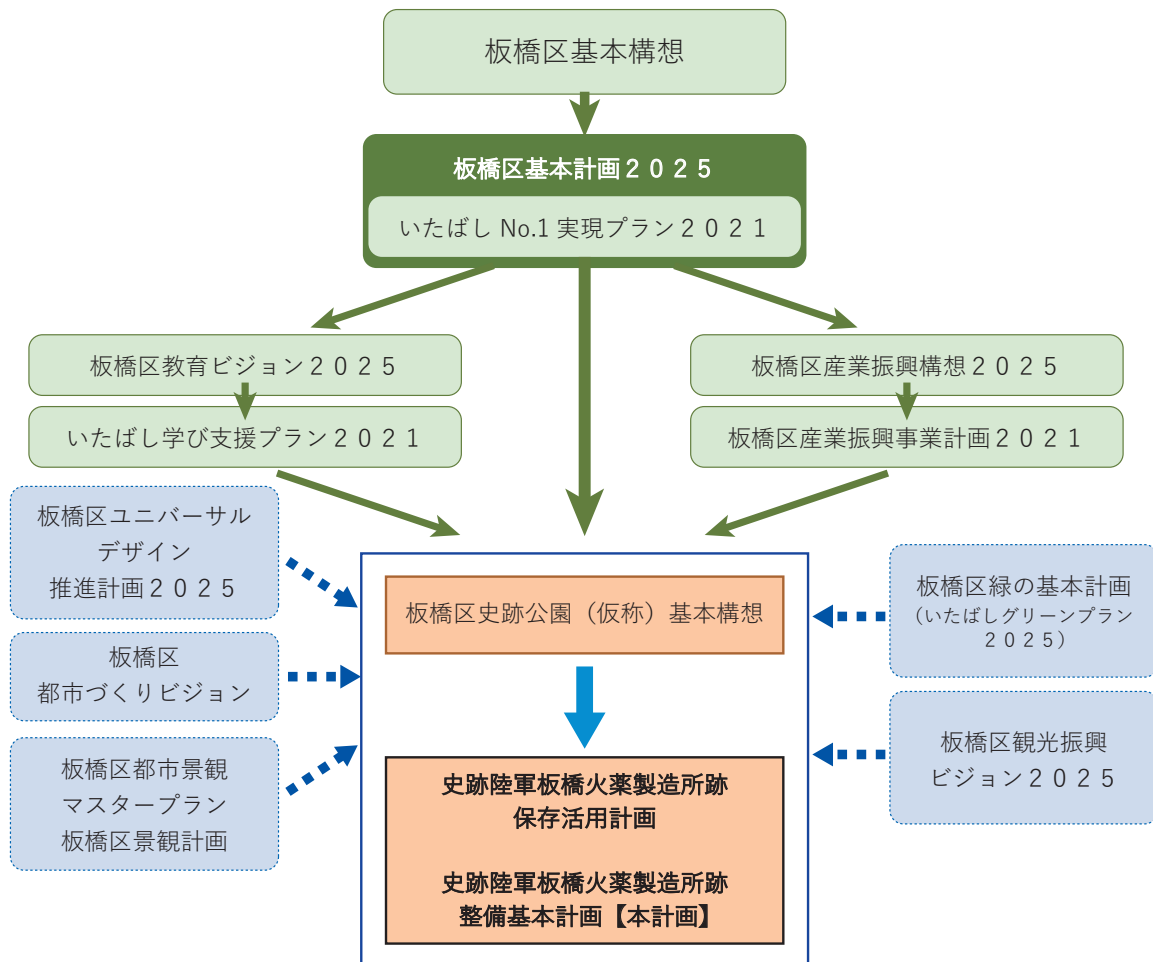 板橋区基本構想
板橋区基本計画２０２５
いたばし No.1 実現プラン２０２１
板橋区教育ビジョン２０２５
いたばし学び支援プラン２０２１
板橋区産業振興構想２０２５
板橋区産業振興事業計画２０２１
板橋区ユニバーサル
デザイン
推進計画２０２５
板橋区
都市づくりビジョン
板橋区都市景観
マスタープラン
板橋区景観計画
板橋区史跡公園（仮称）基本構想
史跡陸軍板橋火薬製造所跡
保存活用計画
史跡陸軍板橋火薬製造所跡
整備基本計画【本計画】
板橋区緑の基本計画
（いたばしグリーンプラン
２０２５）
板橋区観光振興
ビジョン２０２５